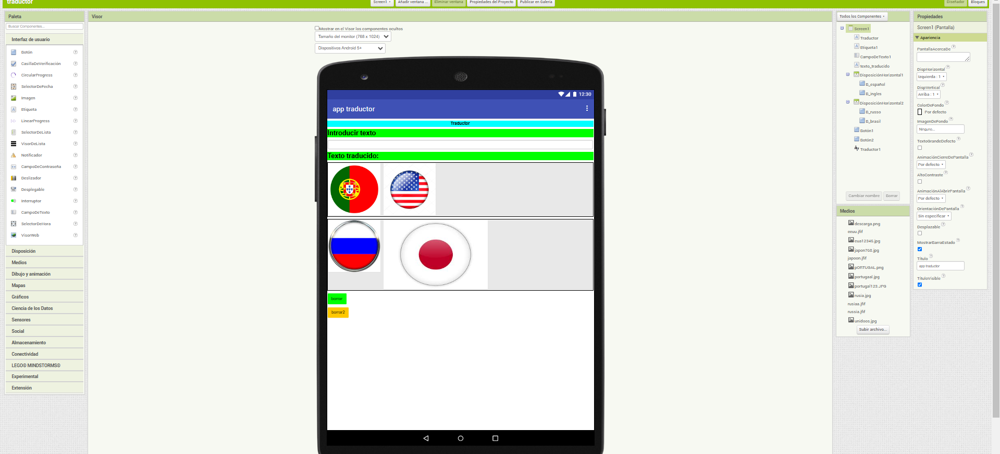 traductor
Screen1
Añadir ventana ...
Eliminar ventana
Propiedades del Proyecto
Publicar en Galería
Diseñador
Bloques
Paleta
Buscar Componentes...
Interfaz de usuario
Botón
CasillaDeVerificación
CircularProgress
SelectorDeFecha
Imagen
Etiqueta
LinearProgress
SelectorDeLista
VisorDeLista
Notificador
CampoDeContraseña
Deslizador
Desplegable
Interruptor
CampoDeTexto
SelectorDeHora
VisorWeb
Disposición
Medios
Dibujo y animación
Mapas
Gráficos
Ciencia de los Datos
Sensores
Social
Almacenamiento
Conectividad
LEGO® MINDSTORMS®
Experimental
Extensión
Visor
Mostrar en el Visor los componentes ocultos
Tamaño del monitor (768 x 1024)
Dispositivos Android 5+
12:30
app traductor
Traductor
Introducir texto
Texto traducido:
borrar
borrar2
Todos los Componentes
Screen1
Traductor
Etiqueta1
CampoDeTexto1
texto_traducido
DisposiciónHorizontal1
B_español
B_ingles
DisposiciónHorizontal2
B_russo
B_brasil
Botón1
Botón2
Traductor1
Cambiar nombre
Borrar
Medios
descarga.png
eeuu.jfif
eua12345.jpg
japon768.jpg
japoon.jfif
pORTUGAL.png
portugaal.jpg
portugal123.JPG
rusia.jpg
rusiaa.jfif
russia.jfif
unidoos.jpg
Subir archivo...
Propiedades
Screen1 (Pantalla)
Apariencia
PantallaAcercaDe
DispHorizontal
Izquierda : 1
DispVertical
Arriba : 1
ColorDeFondo
Por defecto
ImagenDeFondo
Ninguno...
TextoGrandeDefecto
AnimaciónCierreDePantalla
Por defecto
AltoContraste
AnimaciónAlAbrirPantalla
Por defecto
OrientaciónDePantalla
Sin especificar
Desplazable
MostrarBarraEstado
Título
app traductor
TítuloVisible